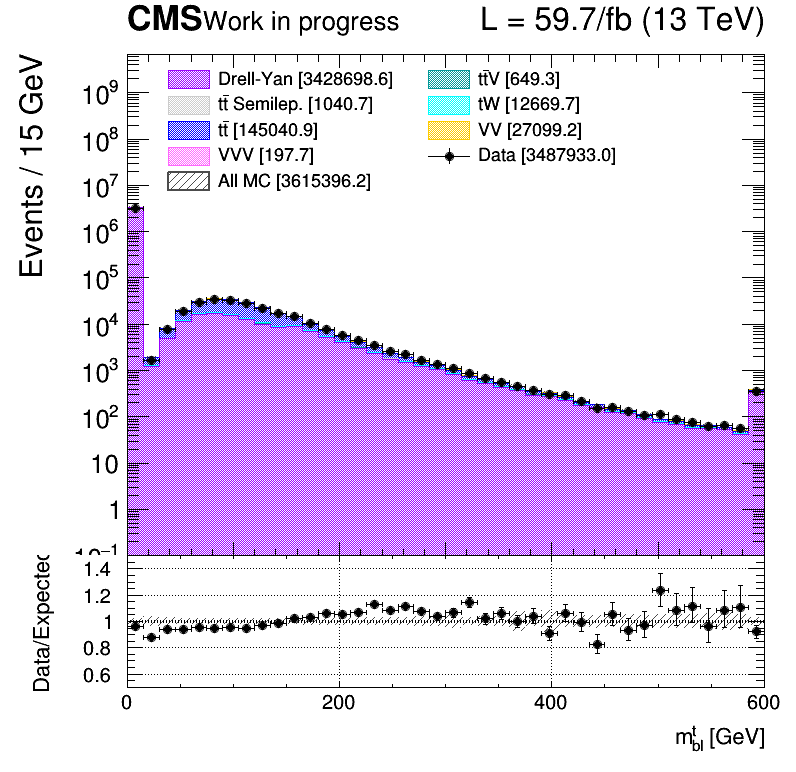 CMS Work in progress L = 59.7/fb (13 TeV)
Events / 15 GeV
Drell-Yan [3428698.6]
tt̄ Semilep. [1040.7]
tt̄ [145040.9]
VVV [197.7]
All MC [3615396.2]
tt̄V [649.3]
tW [12669.7]
VV [27099.2]
Data [3487933.0]
10⁹
10⁸
10⁷
10⁶
10⁵
10⁴
10³
10²
10
1
10⁻¹
Data/Expected
1.4
1.2
1
0.8
0.6
0 200 400 600
mᵗbl [GeV]